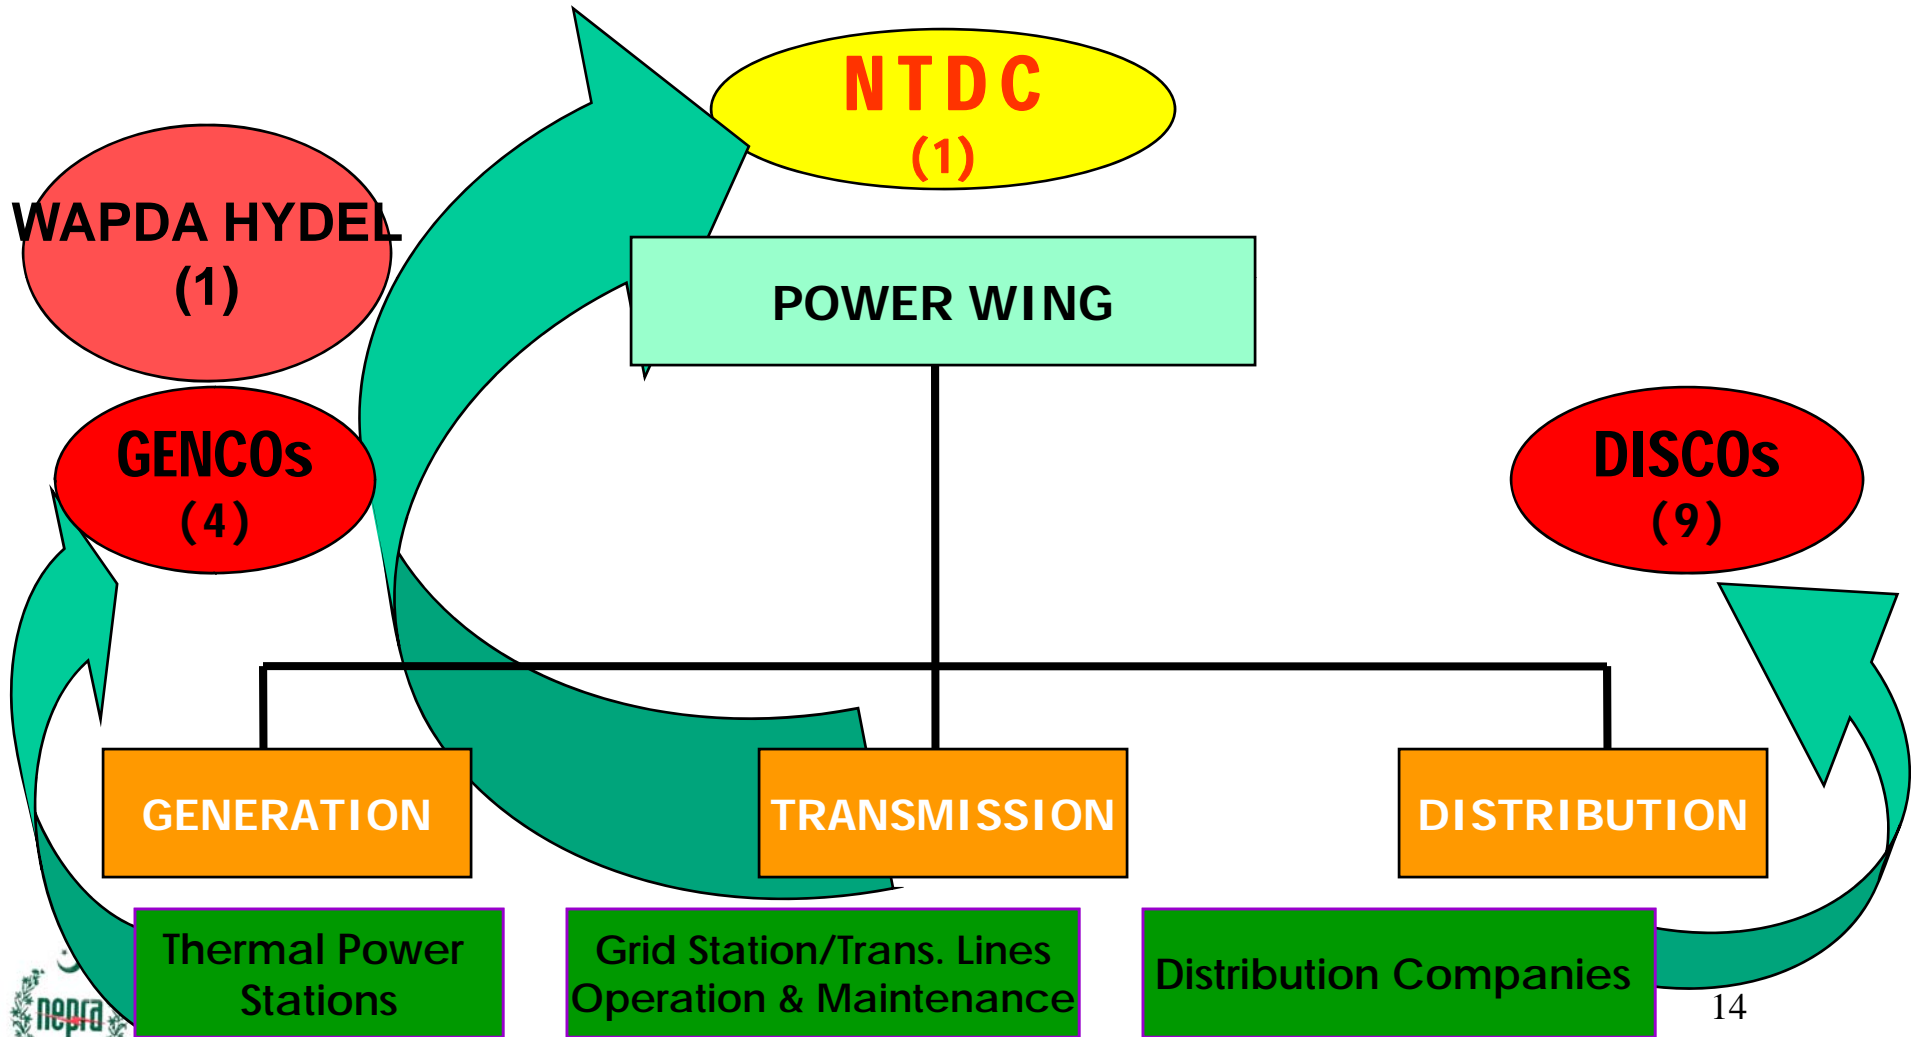 NTDC
(1)
WAPDA HYDEL
(1)
POWER WING
GENCOs
(4)
DISCOs
(9)
GENERATION
TRANSMISSION
DISTRIBUTION
Thermal Power
Stations
Grid Station/Trans. Lines
Operation & Maintenance
Distribution Companies
nepra
14